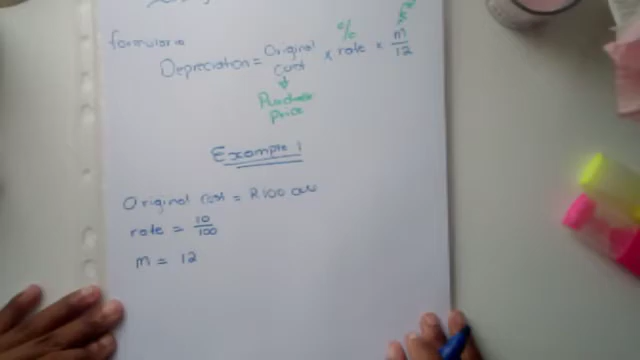 formula
Depreciation = Original cost × rate × m/12
%
Purchase
price
Example 1
Original cost = R100 000
rate = 10/100
m = 12